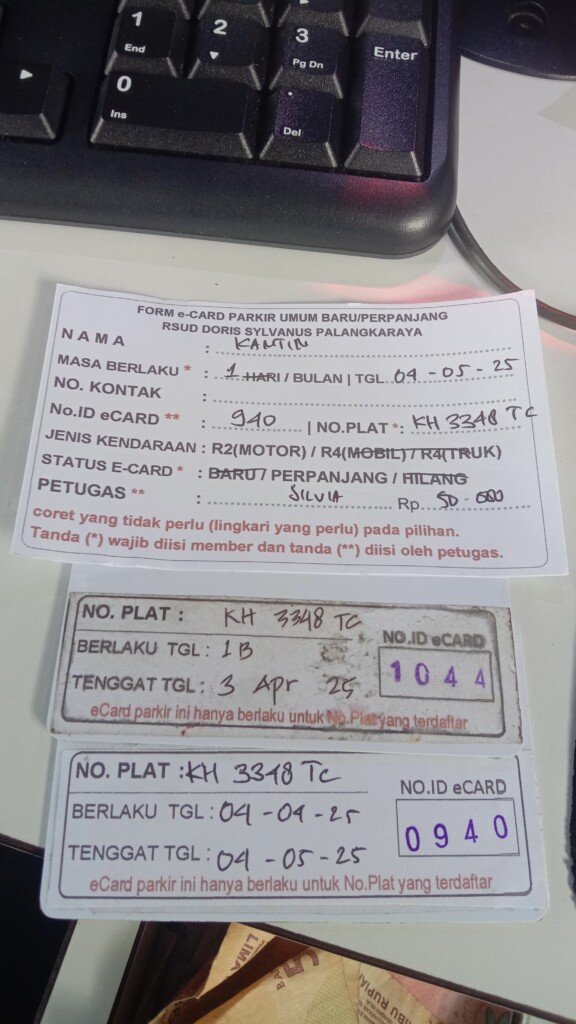 1
End
2
3
Pg Dn
Enter
0
Ins
.
Del
FORM e-CARD PARKIR UMUM BARU/PERPANJANG
RSUD DORIS SYLVANUS PALANGKARAYA
NAMA : KANTIN
MASA BERLAKU * : 1 HARI / BULAN | TGL. 04 - 05 - 25
NO. KONTAK :
No.ID eCARD ** : 940 | NO.PLAT *: KH 3348 TC
JENIS KENDARAAN : R2(MOTOR) / R4(MOBIL) / R4(TRUK)
STATUS E-CARD * : BARU / PERPANJANG / HILANG
PETUGAS ** : SILVIA Rp. 50-000
coret yang tidak perlu (lingkari yang perlu) pada pilihan.
Tanda (*) wajib diisi member dan tanda (**) diisi oleh petugas.
NO. PLAT : KH 3348 TC
BERLAKU TGL : 1 B
NO.ID eCARD
TENGGAT TGL : 3 Apr 25
1044
eCard parkir ini hanya berlaku untuk No.Plat yang terdaftar
NO. PLAT : KH 3348 TC
NO.ID eCARD
BERLAKU TGL : 04 - 04 - 25
0940
TENGGAT TGL : 04 - 05 - 25
eCard parkir ini hanya berlaku untuk No.Plat yang terdaftar
LIMA
RIBU RUPIAH